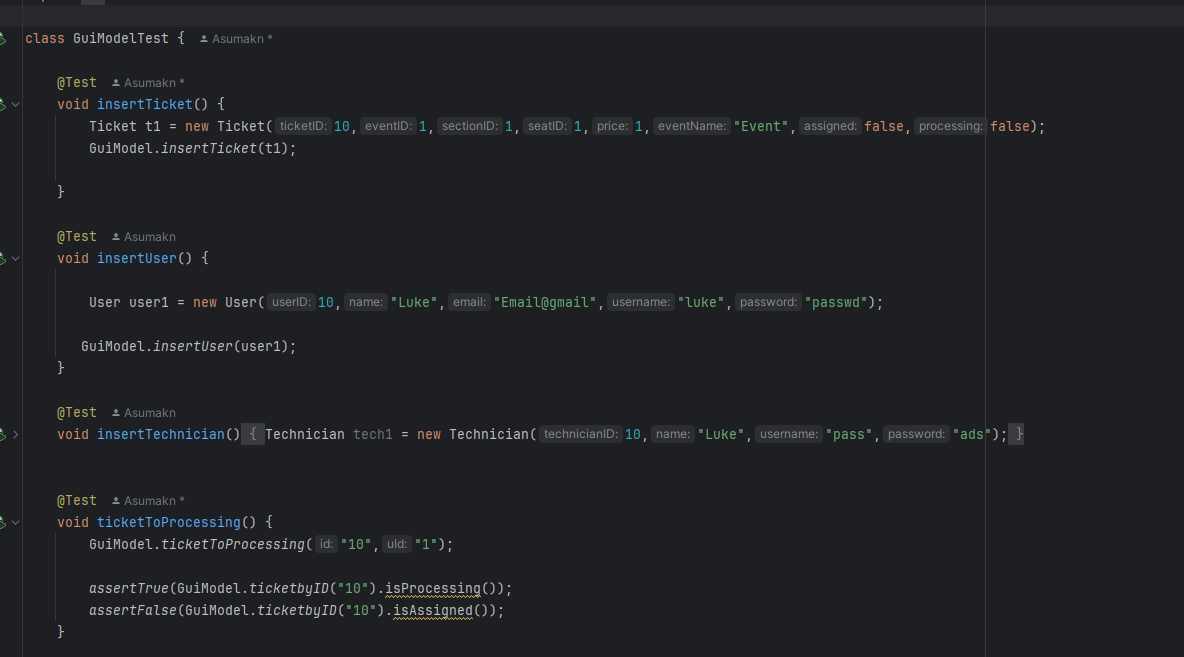 class GuiModelTest { Asumakn *
@Test Asumakn *
void insertTicket() {
Ticket t1 = new Ticket( ticketID: 10, eventID: 1, sectionID: 1, seatID: 1, price: 1, eventName: "Event", assigned: false, processing: false);
GuiModel.insertTicket(t1);
}
@Test Asumakn
void insertUser() {
User user1 = new User( userID: 10, name: "Luke", email: "Email@gmail", username: "luke", password: "passwd");
GuiModel.insertUser(user1);
}
@Test Asumakn
void insertTechnician() { Technician tech1 = new Technician( technicianID: 10, name: "Luke", username: "pass", password: "ads"); }
@Test Asumakn *
void ticketToProcessing() {
GuiModel.ticketToProcessing( id: "10", uId: "1");
assertTrue(GuiModel.ticketbyID("10").isProcessing());
assertFalse(GuiModel.ticketbyID("10").isAssigned());
}